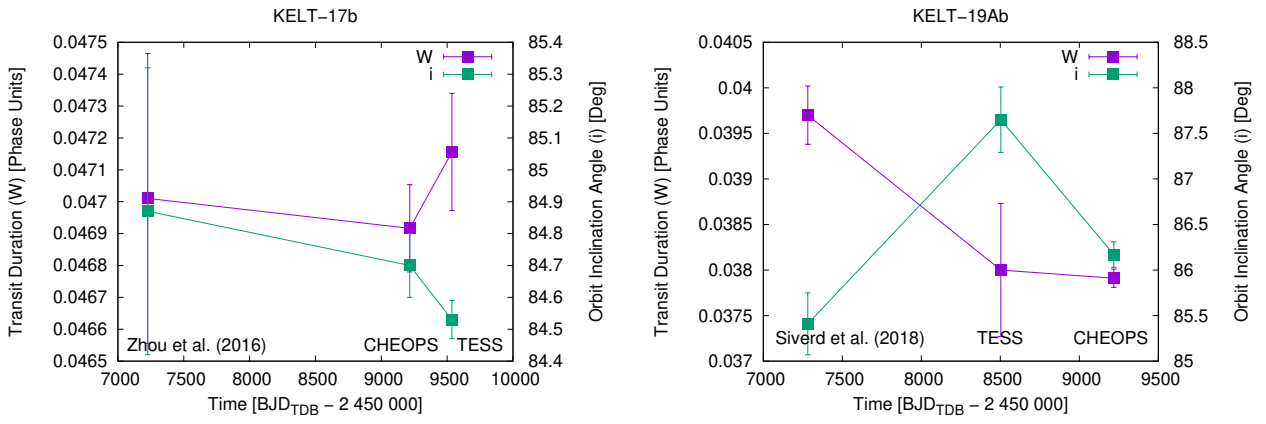 KELT−17b
Transit Duration (W) [Phase Units]
Orbit Inclination Angle (i) [Deg]
0.0475
0.0474
0.0473
0.0472
0.0471
0.047
0.0469
0.0468
0.0467
0.0466
0.0465
85.4
85.3
85.2
85.1
85
84.9
84.8
84.7
84.6
84.5
84.4
W
i
Zhou et al. (2016)
CHEOPS
TESS
7000 7500 8000 8500 9000 9500 10000
Time [BJDTDB − 2 450 000]
KELT−19Ab
Transit Duration (W) [Phase Units]
Orbit Inclination Angle (i) [Deg]
0.0405
0.04
0.0395
0.039
0.0385
0.038
0.0375
0.037
88.5
88
87.5
87
86.5
86
85.5
85
W
i
Siverd et al. (2018)
TESS
CHEOPS
7000 7500 8000 8500 9000 9500
Time [BJDTDB − 2 450 000]